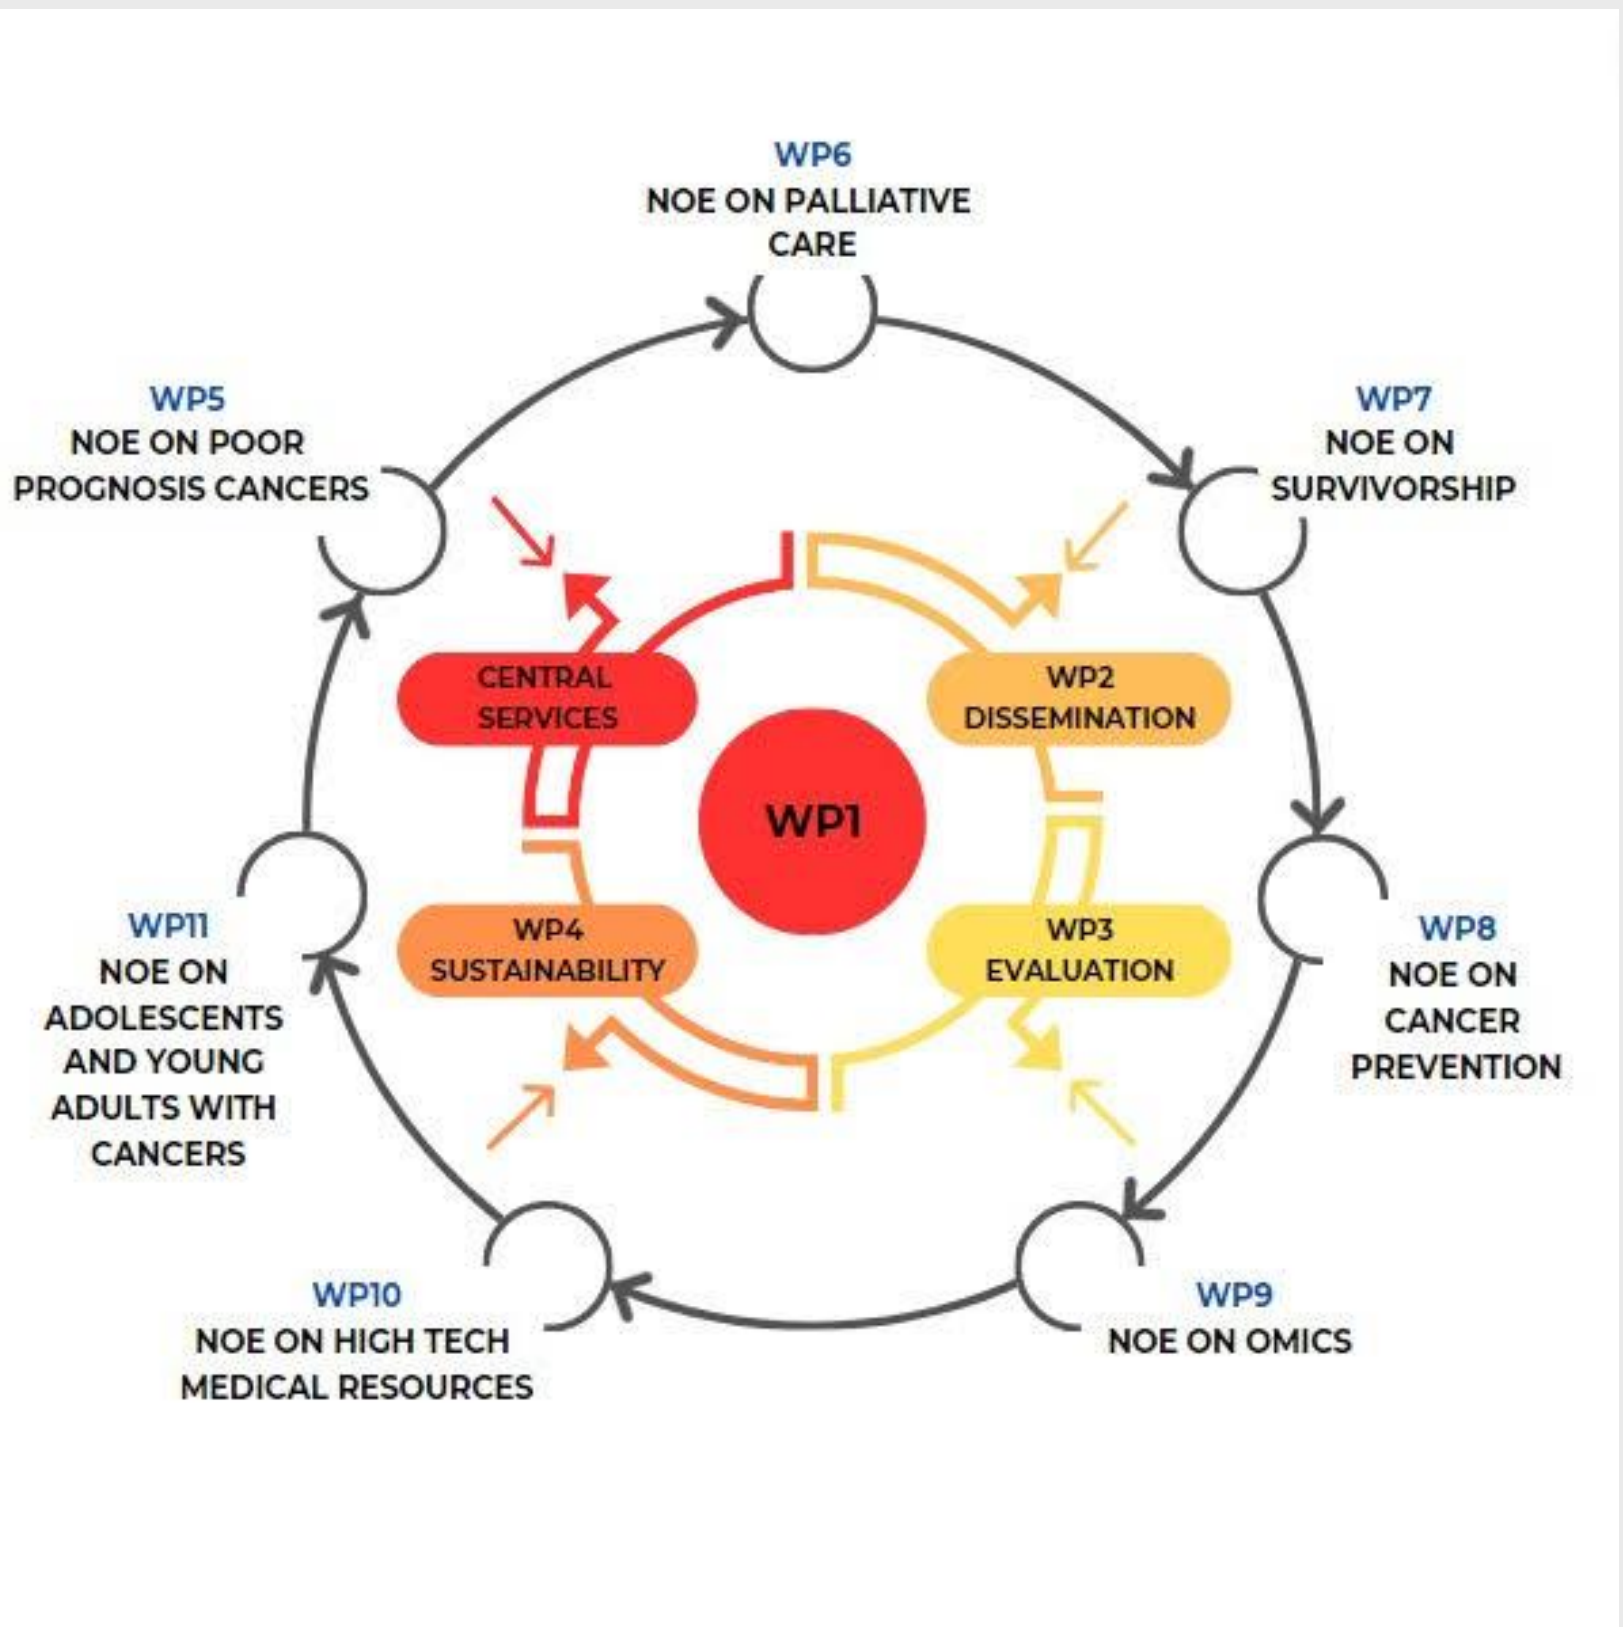 WP6
NOE ON PALLIATIVE
CARE
WP5
NOE ON POOR
PROGNOSIS CANCERS
WP7
NOE ON
SURVIVORSHIP
CENTRAL
SERVICES
WP2
DISSEMINATION
WP1
WP4
SUSTAINABILITY
WP3
EVALUATION
WP11
NOE ON
ADOLESCENTS
AND YOUNG
ADULTS WITH
CANCERS
WP8
NOE ON
CANCER
PREVENTION
WP10
NOE ON HIGH TECH
MEDICAL RESOURCES
WP9
NOE ON OMICS